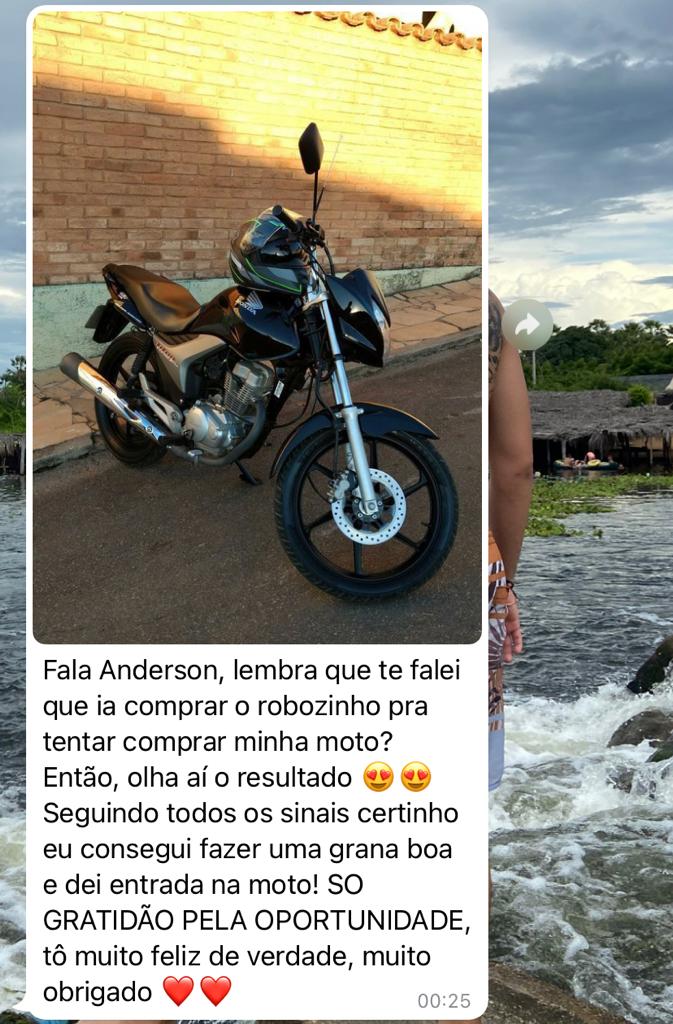 HONDA
Fala Anderson, lembra que te falei
que ia comprar o robozinho pra
tentar comprar minha moto?
Então, olha aí o resultado 😍😍
Seguindo todos os sinais certinho
eu consegui fazer uma grana boa
e dei entrada na moto! SO
GRATIDÃO PELA OPORTUNIDADE,
tô muito feliz de verdade, muito
obrigado ❤️❤️
00:25